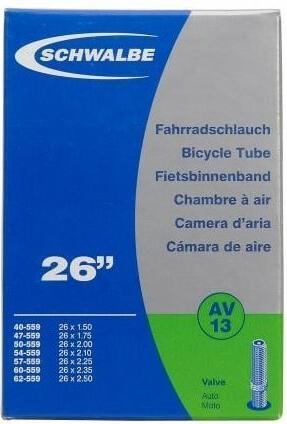 SCHWALBE
Fahrradschlauch
Bicycle Tube
Fietsbinnenband
Chambre à air
Camera d'aria
Cámara de aire
26"
AV
13
40-559 26 x 1.50
47-559 26 x 1.75
50-559 26 x 2.00
54-559 26 x 2.10
57-559 26 x 2.25
60-559 26 x 2.35
62-559 26 x 2.50
Valve
Auto
Moto